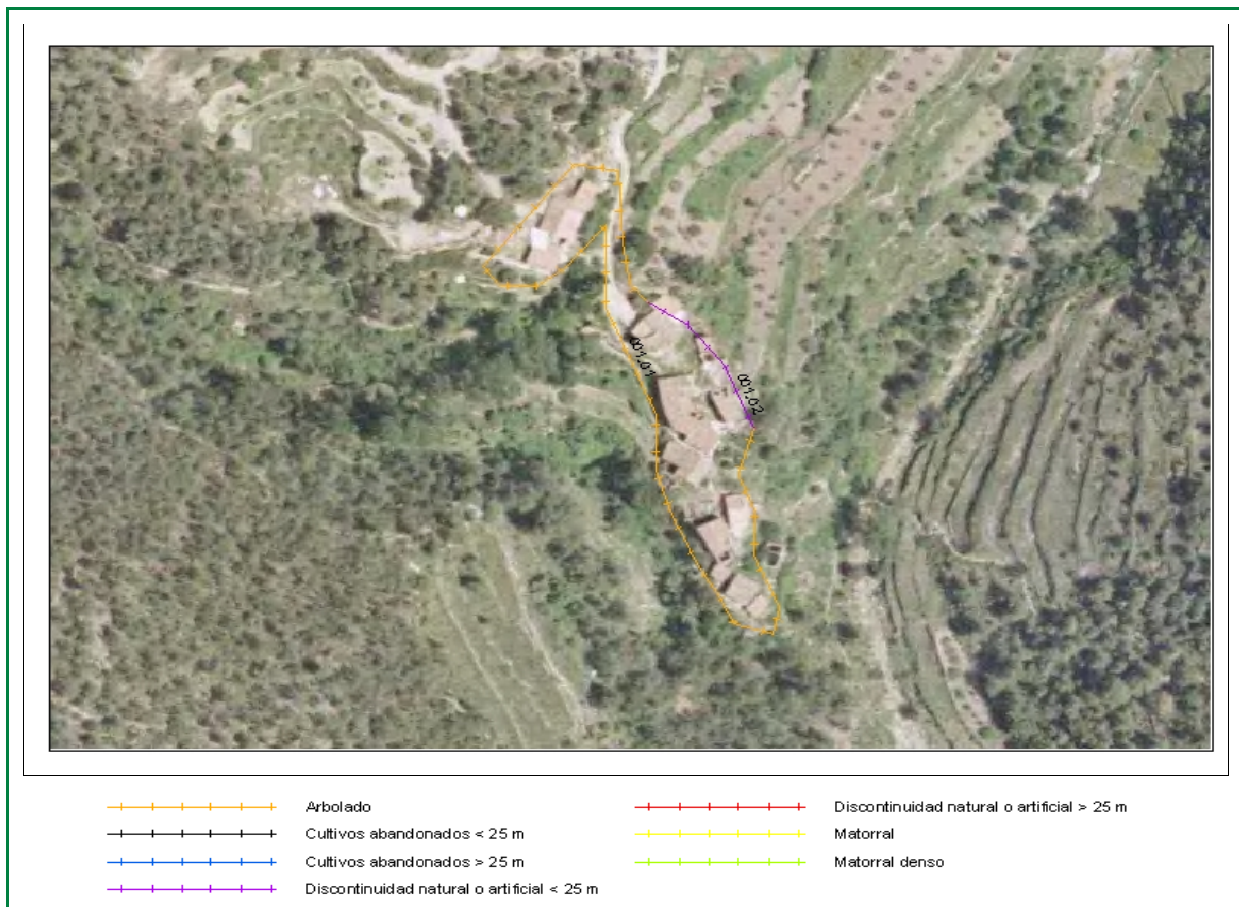 001.01
001.02
Arbolado
Cultivos abandonados < 25 m
Cultivos abandonados > 25 m
Discontinuidad natural o artificial < 25 m
Discontinuidad natural o artificial > 25 m
Matorral
Matorral denso